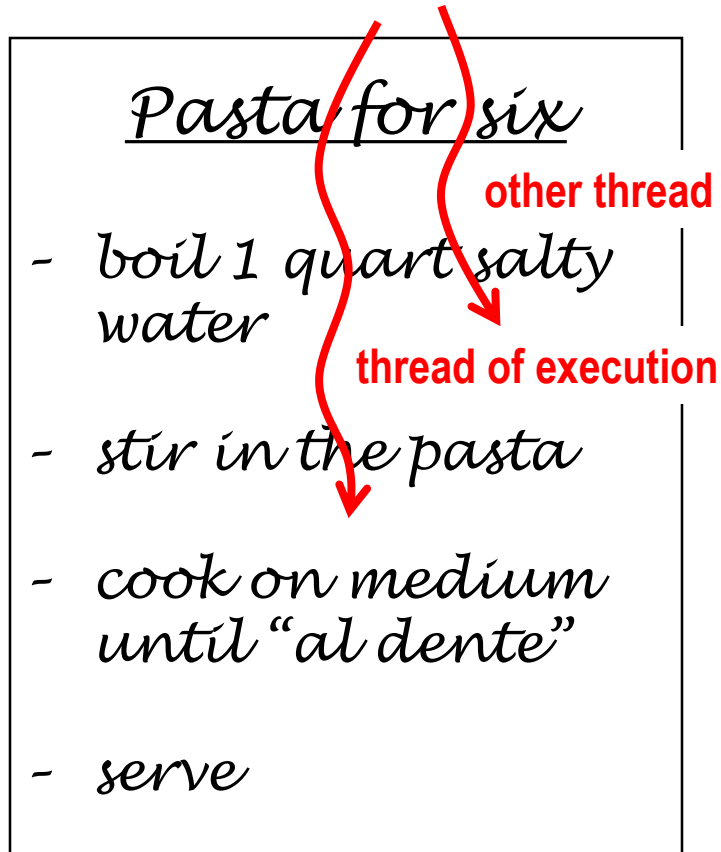 Pasta for six
other thread
- boil 1 quart salty
water
thread of execution
- stir in the pasta
- cook on medium
until “al dente”
- serve